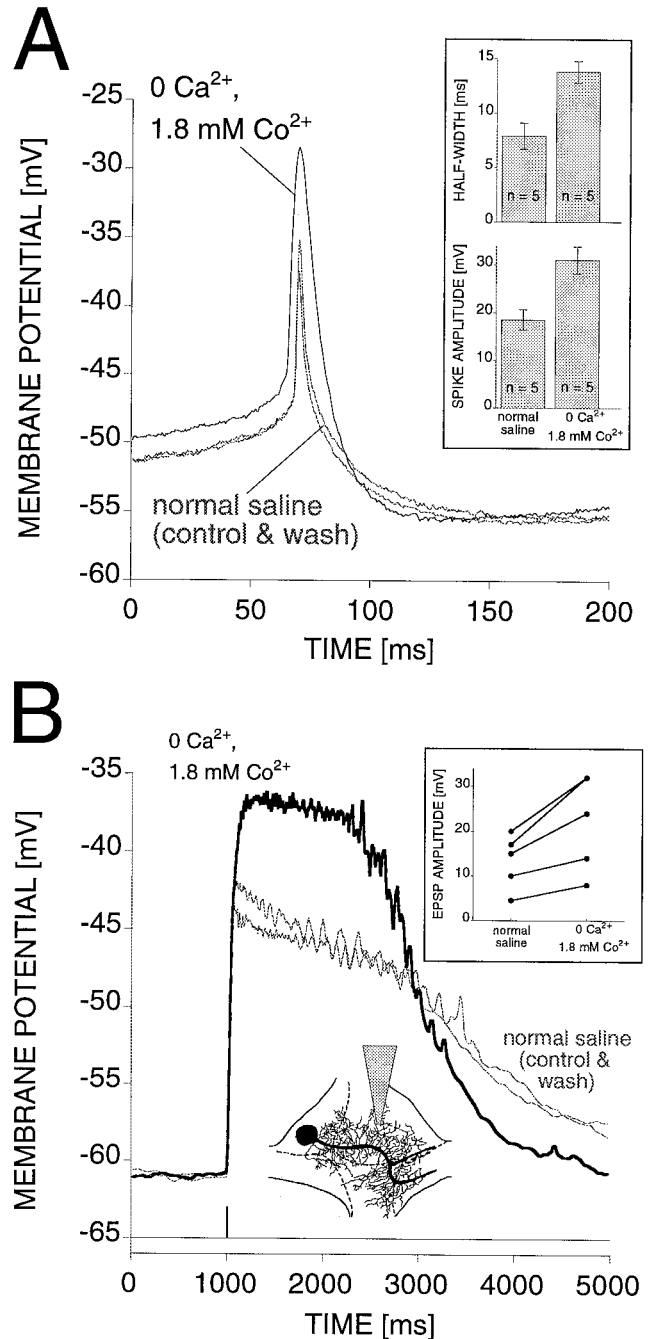 A
0 Ca²⁺,
1.8 mM Co²⁺
MEMBRANE POTENTIAL [mV]
-25
-30
-35
-40
-45
-50
-55
-60
0
50
100
150
200
TIME [ms]
normal saline
(control & wash)
HALF-WIDTH [ms]
15
10
5
0
n = 5
n = 5
SPIKE AMPLITUDE [mV]
30
20
10
0
n = 5
n = 5
normal
saline
0 Ca²⁺
1.8 mM Co²⁺
B
0 Ca²⁺,
1.8 mM Co²⁺
MEMBRANE POTENTIAL [mV]
-35
-40
-45
-50
-55
-60
-65
0
1000
2000
3000
4000
5000
TIME [ms]
normal saline
(control &
wash)
EPSP AMPLITUDE [mV]
30
20
10
0
normal
saline
0 Ca²⁺
1.8 mM Co²⁺